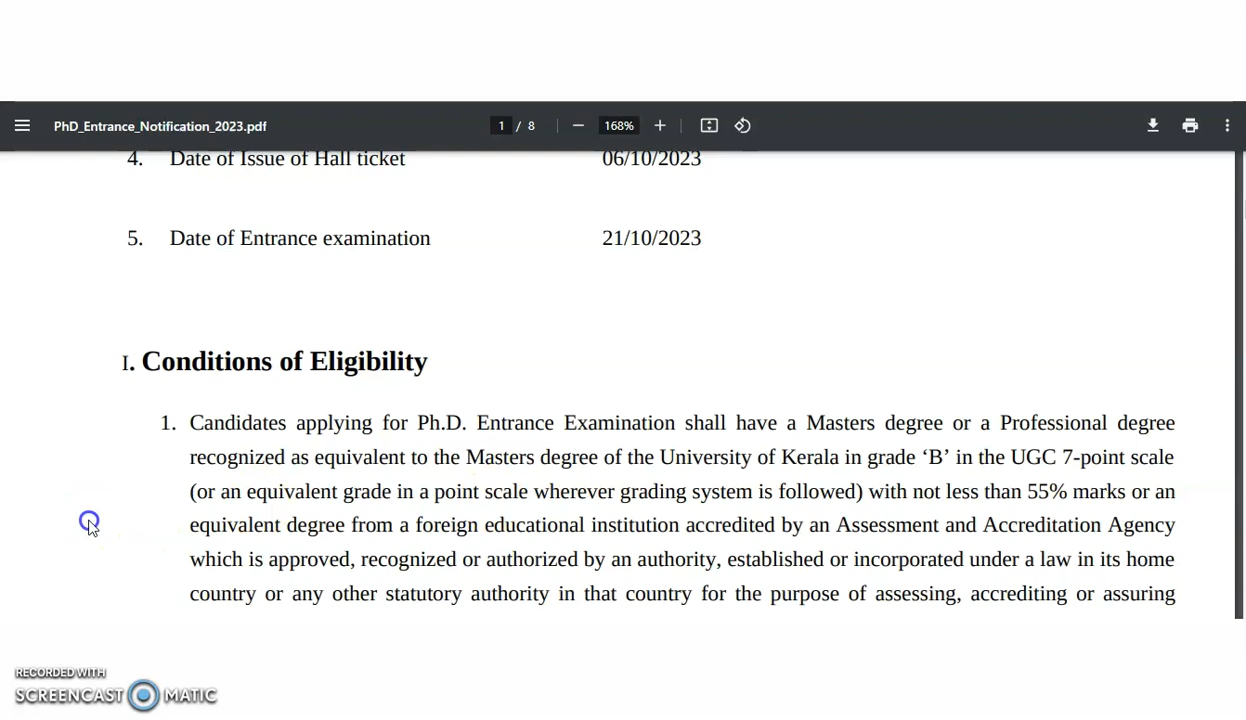 PhD_Entrance_Notification_2023.pdf 1 / 8 168%
4. Date of Issue of Hall ticket 06/10/2023
5. Date of Entrance examination 21/10/2023
I. Conditions of Eligibility
1. Candidates applying for Ph.D. Entrance Examination shall have a Masters degree or a Professional degree
recognized as equivalent to the Masters degree of the University of Kerala in grade ‘B’ in the UGC 7-point scale
(or an equivalent grade in a point scale wherever grading system is followed) with not less than 55% marks or an
equivalent degree from a foreign educational institution accredited by an Assessment and Accreditation Agency
which is approved, recognized or authorized by an authority, established or incorporated under a law in its home
country or any other statutory authority in that country for the purpose of assessing, accrediting or assuring
RECORDED WITH
SCREENCAST MATIC